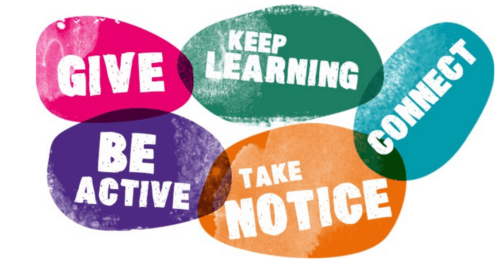 GIVE
KEEP
LEARNING
CONNECT
BE
ACTIVE
TAKE
NOTICE